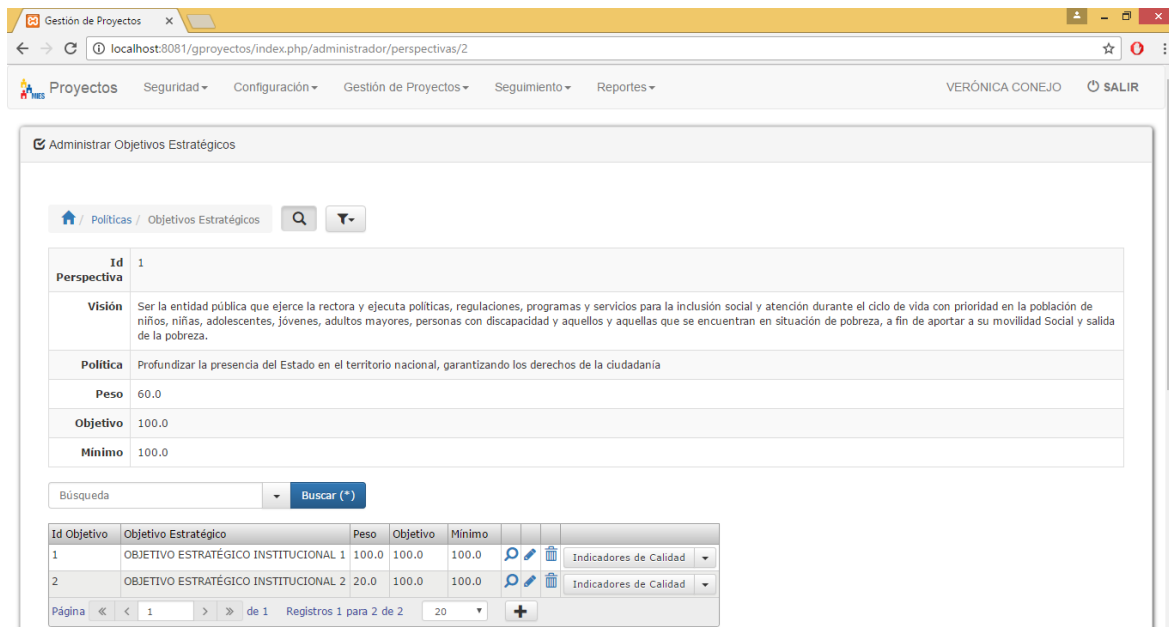 Gestión de Proyectos
localhost:8081/gproyectos/index.php/administrador/perspectivas/2
MIES Proyectos Seguridad Configuración Gestión de Proyectos Seguimiento Reportes VERÓNICA CONEJO SALIR
Administrar Objetivos Estratégicos
/ Políticas / Objetivos Estratégicos
Id Perspectiva 1
Visión Ser la entidad pública que ejerce la rectora y ejecuta políticas, regulaciones, programas y servicios para la inclusión social y atención durante el ciclo de vida con prioridad en la población de
niños, niñas, adolescentes, jóvenes, adultos mayores, personas con discapacidad y aquellos y aquellas que se encuentran en situación de pobreza, a fin de aportar a su movilidad Social y salida
de la pobreza.
Política Profundizar la presencia del Estado en el territorio nacional, garantizando los derechos de la ciudadanía
Peso 60.0
Objetivo 100.0
Mínimo 100.0
Búsqueda Buscar (*)
Id Objetivo Objetivo Estratégico Peso Objetivo Mínimo
1 OBJETIVO ESTRATÉGICO INSTITUCIONAL 1 100.0 100.0 100.0 Indicadores de Calidad
2 OBJETIVO ESTRATÉGICO INSTITUCIONAL 2 20.0 100.0 100.0 Indicadores de Calidad
Página 1 de 1 Registros 1 para 2 de 2 20